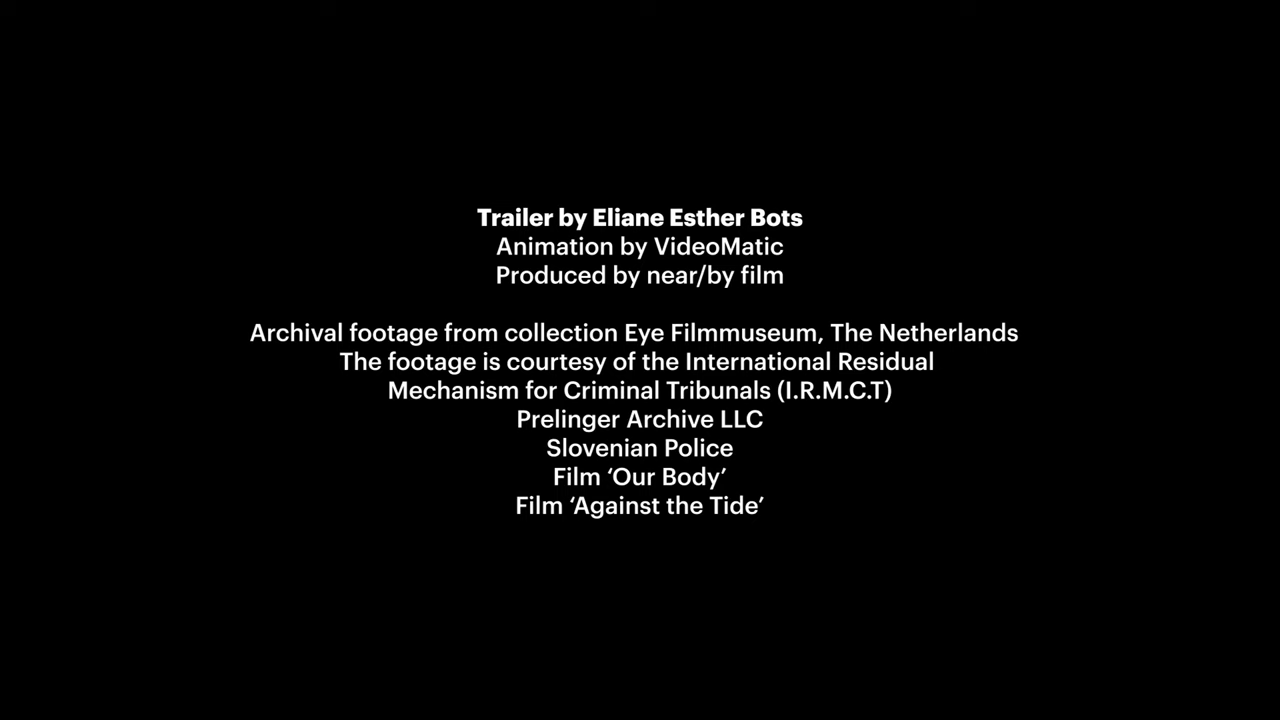 Trailer by Eliane Esther Bots
Animation by VideoMatic
Produced by near/by film
Archival footage from collection Eye Filmmuseum, The Netherlands
The footage is courtesy of the International Residual
Mechanism for Criminal Tribunals (I.R.M.C.T)
Prelinger Archive LLC
Slovenian Police
Film ‘Our Body’
Film ‘Against the Tide’